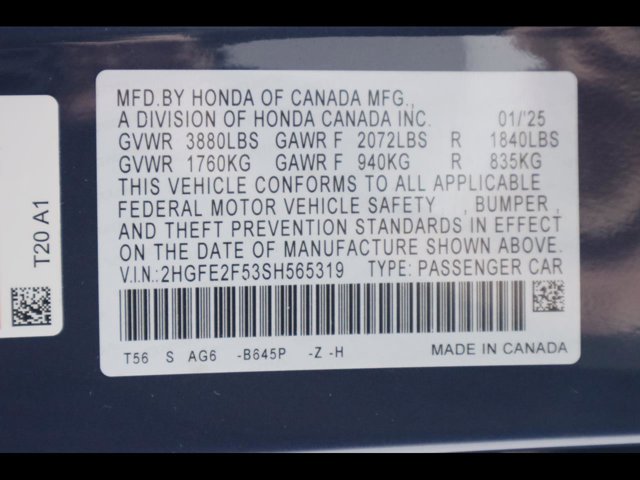 MFD.BY HONDA OF CANADA MFG.,
A DIVISION OF HONDA CANADA INC. 01/'25
GVWR 3880LBS GAWR F 2072LBS R 1840LBS
GVWR 1760KG GAWR F 940KG R 835KG
THIS VEHICLE CONFORMS TO ALL APPLICABLE
FEDERAL MOTOR VEHICLE SAFETY , BUMPER ,
AND THEFT PREVENTION STANDARDS IN EFFECT
ON THE DATE OF MANUFACTURE SHOWN ABOVE.
V.I.N:2HGFE2F53SH565319 TYPE: PASSENGER CAR
T56 S AG6 -B645P -Z -H MADE IN CANADA
T20 A1